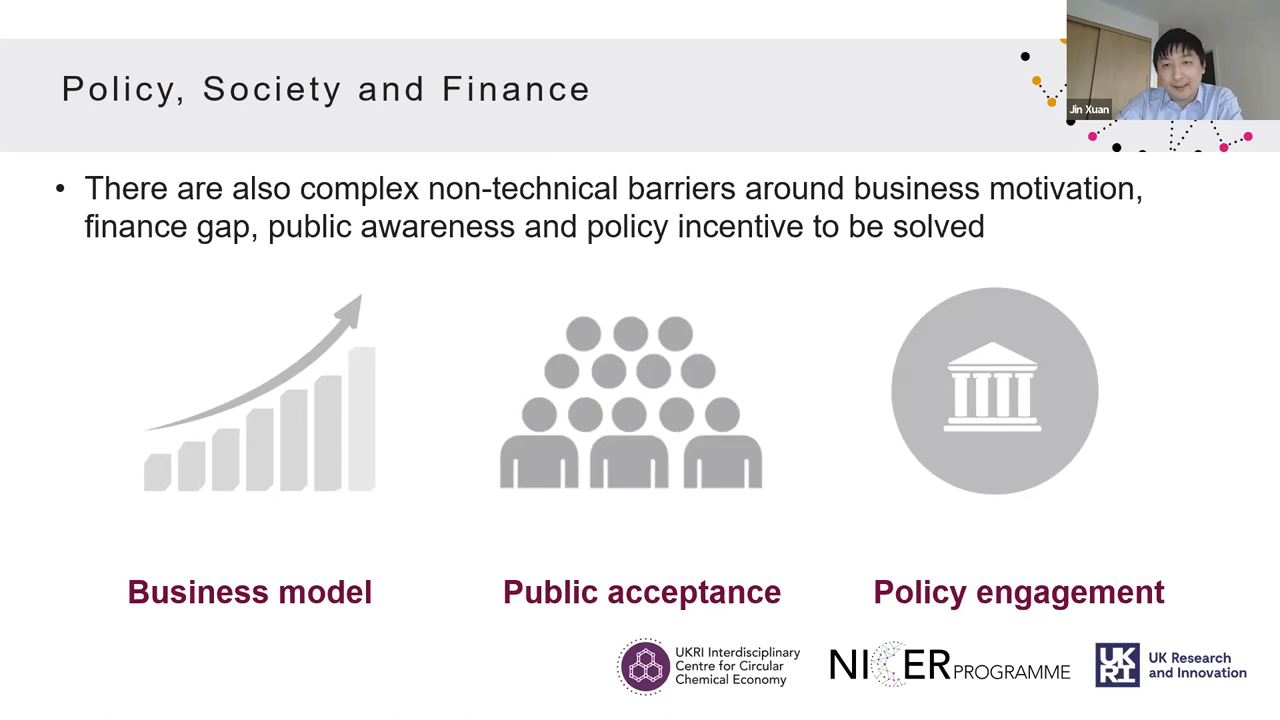 Policy, Society and Finance
Jin Xuan
• There are also complex non-technical barriers around business motivation,
finance gap, public awareness and policy incentive to be solved
Business model
Public acceptance
Policy engagement
UKRI Interdisciplinary
Centre for Circular
Chemical Economy
NICER PROGRAMME
UKRI
UK Research
and Innovation